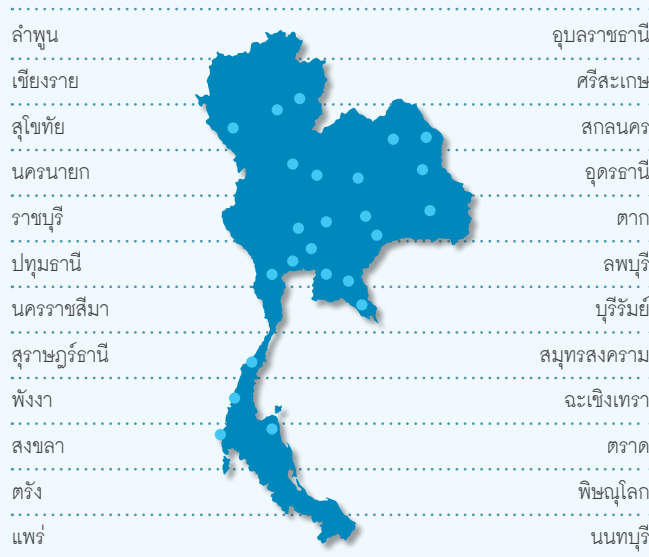 ลำพูน อุบลราชธานี
เชียงราย ศรีสะเกษ
สุโขทัย สกลนคร
นครนายก อุดรธานี
ราชบุรี ตาก
ปทุมธานี ลพบุรี
นครราชสีมา บุรีรัมย์
สุราษฎร์ธานี สมุทรสงคราม
พังงา ฉะเชิงเทรา
สงขลา ตราด
ตรัง พิษณุโลก
แพร่ นนทบุรี